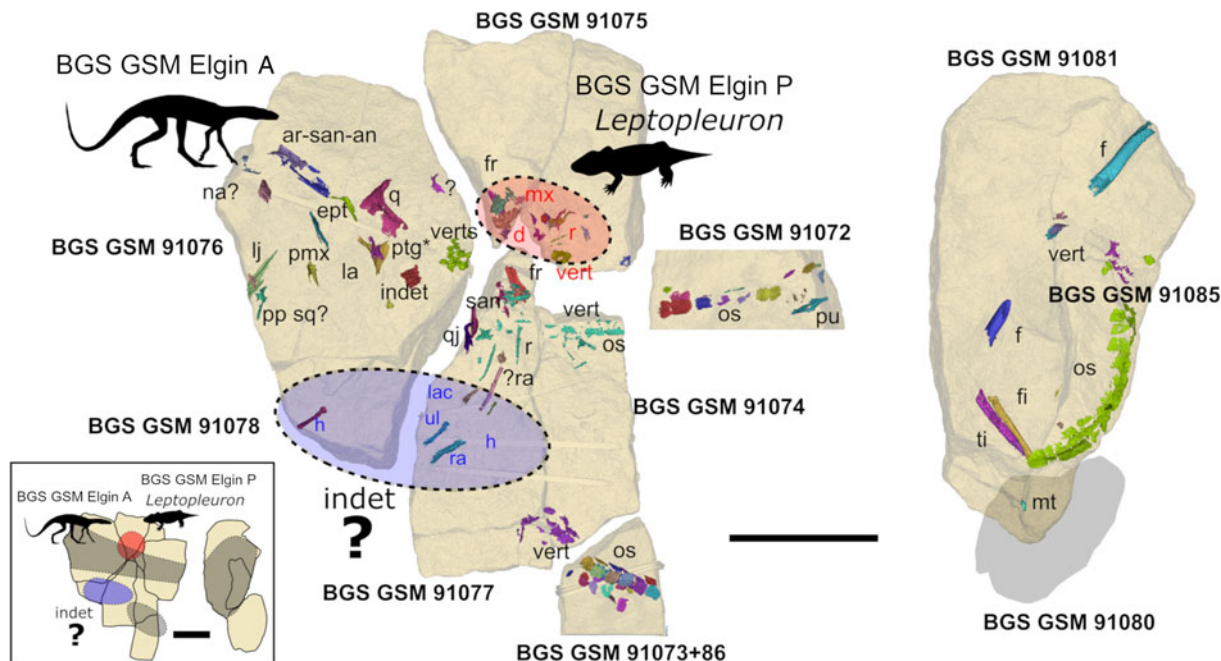 BGS GSM 91075
BGS GSM 91081
BGS GSM Elgin A
BGS GSM Elgin P
Leptopleuron
ar-san-an
fr
f
na?
ept
q
?
mx
d
r
vert
BGS GSM 91076
pmx
ptg*
verts
BGS GSM 91072
vert
lj
la
indet
fr
BGS GSM 91085
pp sq?
san
vert
os
pu
qj
r
os
f
os
?ra
lac
BGS GSM 91074
fi
BGS GSM 91078
h
ul
h
ti
ra
indet
?
mt
BGS GSM Elgin A
BGS GSM Elgin P
Leptopleuron
vert
os
indet
?
BGS GSM 91077
BGS GSM 91080
BGS GSM 91073+86